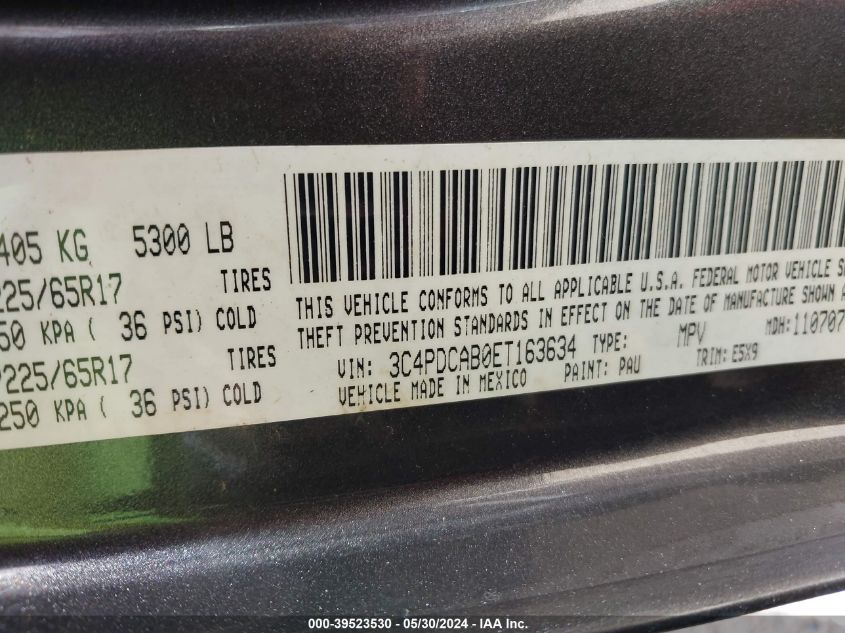 405 KG 5300 LB
225/65R17 TIRES
50 KPA ( 36 PSI) COLD
225/65R17 TIRES
250 KPA ( 36 PSI) COLD
THIS VEHICLE CONFORMS TO ALL APPLICABLE U.S.A. FEDERAL MOTOR VEHICLE S
THEFT PREVENTION STANDARDS IN EFFECT ON THE DATE OF MANUFACTURE SHOWN A
VIN: 3C4PDCAB0ET163634 TYPE: MPV MDH: 110707
VEHICLE MADE IN MEXICO PAINT: PAU TRIM: E5X9
000-39523530 - 05/30/2024 - IAA Inc.